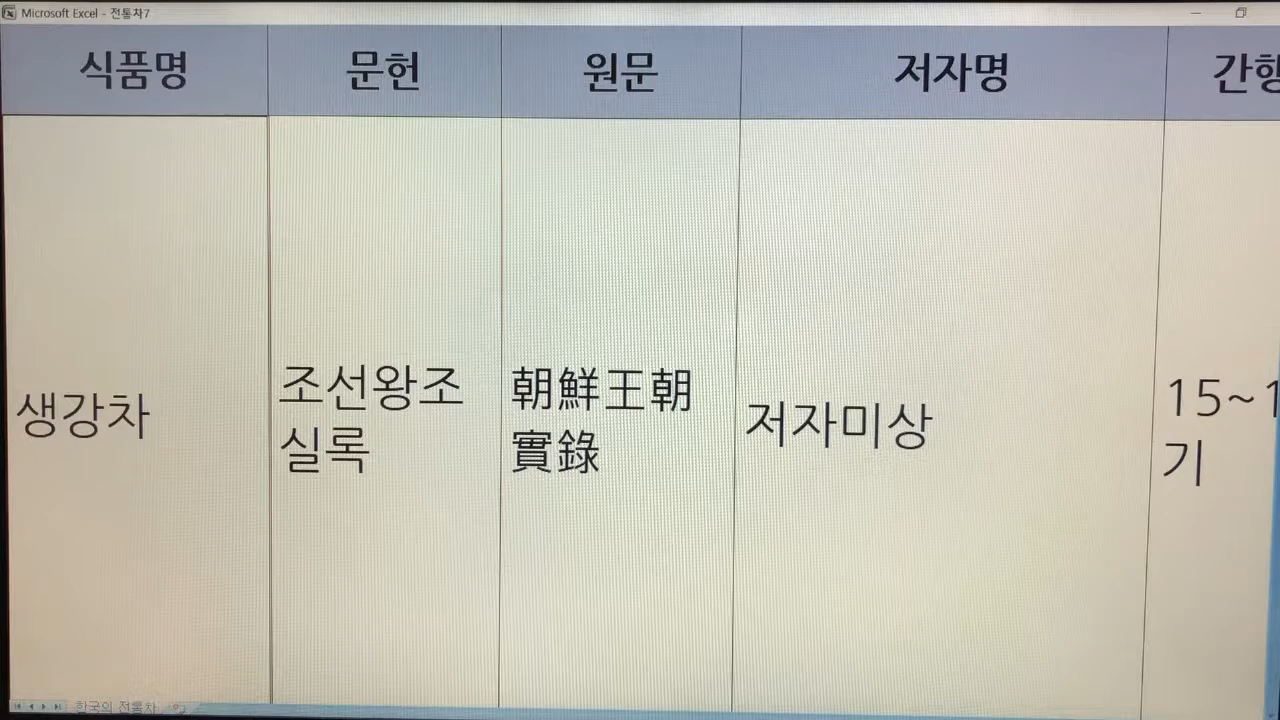 Microsoft Excel - 전통차7
식품명 문헌 원문 저자명 간행
생강차
조선왕조
실록
朝鮮王朝
實錄
저자미상
15~1
기
한국의 전통차